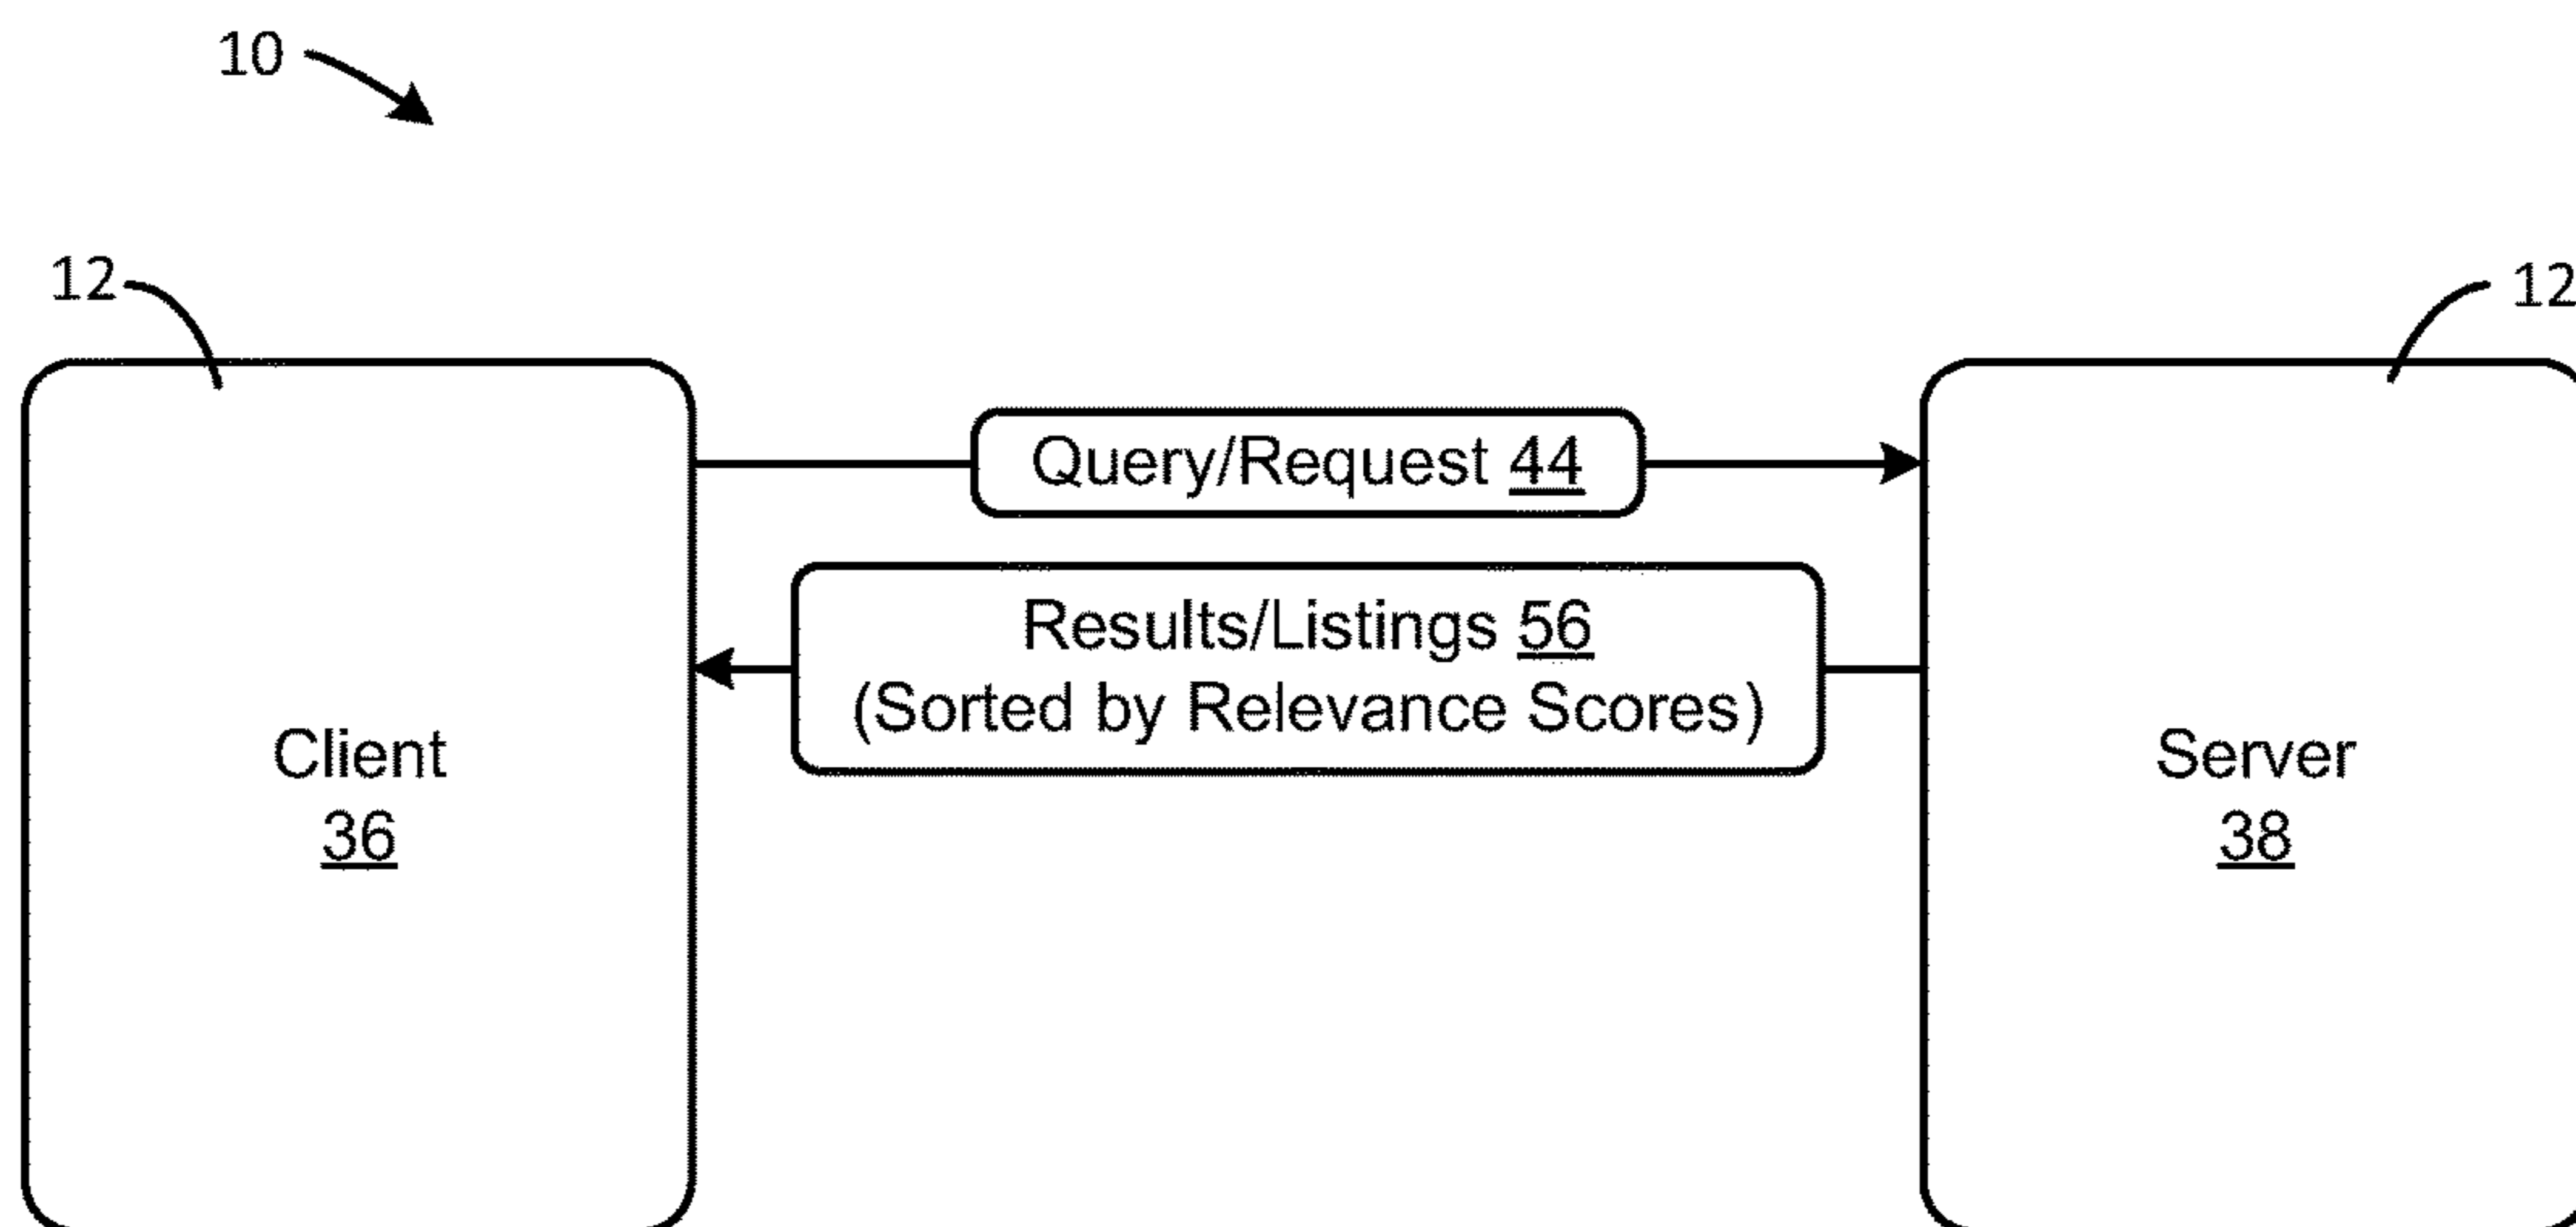 10
12
12
Query/Request 44
Results/Listings 56
(Sorted by Relevance Scores)
Client
36
Server
38